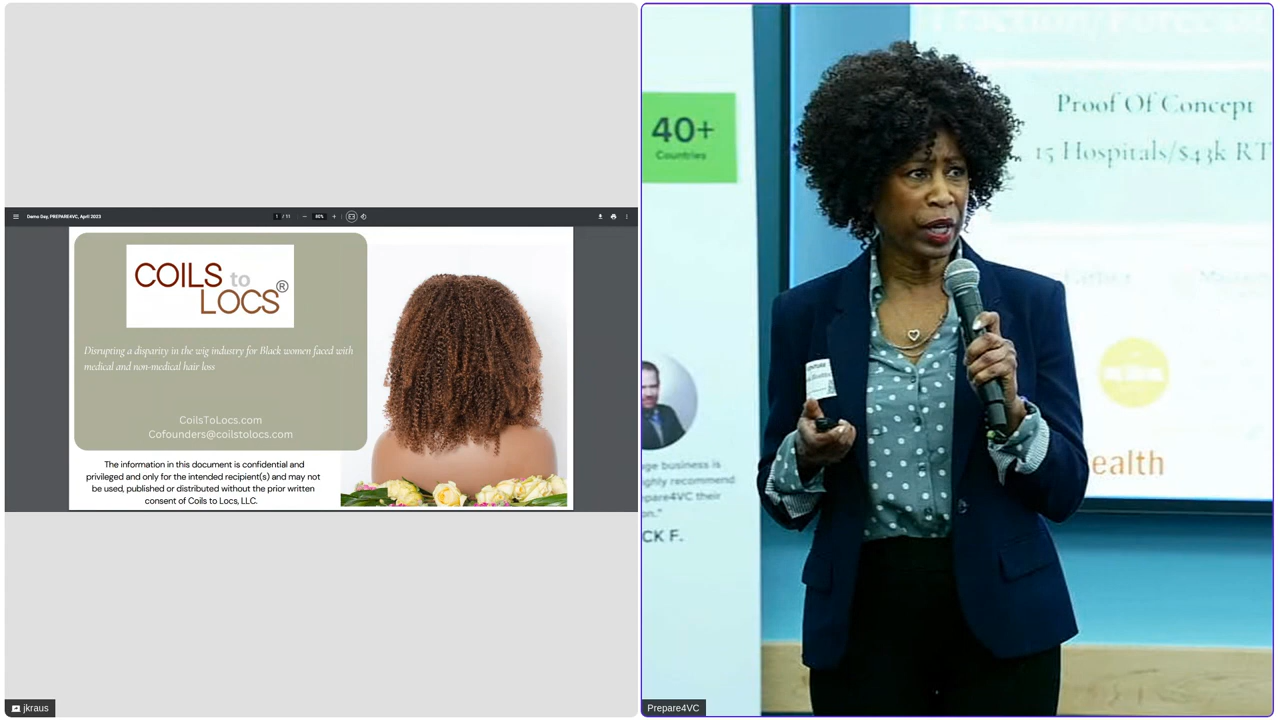 Demo Day, PREPARE4VC, April 2023
1 / 11
80%
COILS to
LOCS®
Disrupting a disparity in the wig industry for Black women faced with
medical and non-medical hair loss
CoilsToLocs.com
Cofounders@coilstolocs.com
The information in this document is confidential and
privileged and only for the intended recipient(s) and may not
be used, published or distributed without the prior written
consent of Coils to Locs, LLC.
jkraus
Traction/Forecast
40+
Countries
Proof Of Concept
15 Hospitals/$43k RT
ge business is
ghly recommend
epare4VC their
on."
CK F.
ealth
Prepare4VC